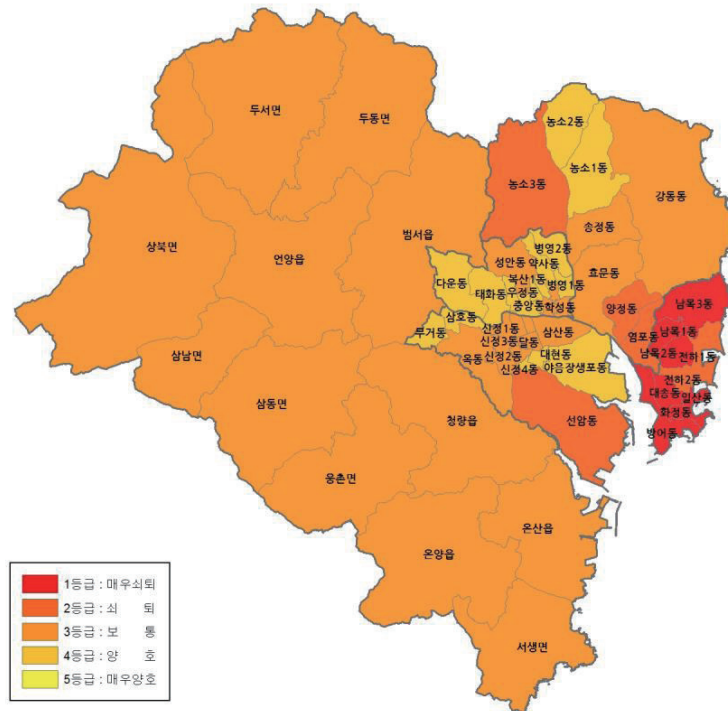 두서면
두동면
농소2동
농소1동
농소3동
강동동
상북면
언양읍
범서읍
송정동
병영2동
성안동 약사동
효문동
다운동
복산1동
태화동 우정동 병영1동
중앙동 학성동
양정동
남목3동
삼호동
무거동
신정1동 삼산동
염포동 남목1동
신정3동달동
남목2동 전하1동
옥동 신정2동
대현동
신정4동 야음장생포동
전하2동
대송동 일산동
화정동
방어동
삼남면
삼동면
청량읍
선암동
웅촌면
온산읍
온양읍
서생면
1등급 : 매우쇠퇴
2등급 : 쇠 퇴
3등급 : 보 통
4등급 : 양 호
5등급 : 매우양호